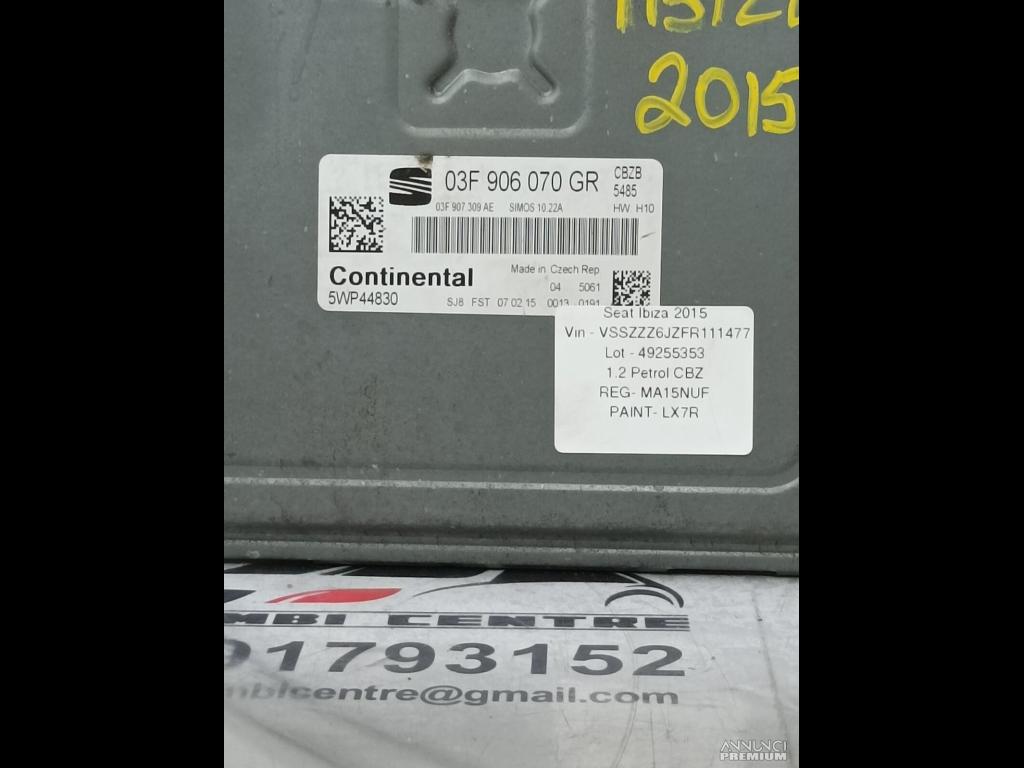 2015
03F 906 070 GR
CBZB
5485
03F 907 309 AE SIMOS 10.22A HW H10
Continental
Made in Czech Rep
04 5061
5WP44830 SJ8 FST 07 02 15 0013 0191
Seat Ibiza 2015
Vin - VSSZZZ6JZFR111477
Lot - 49255353
1.2 Petrol CBZ
REG- MA15NUF
PAINT- LX7R
MBI CENTRE
91793152
mbicentre@gmail.com
ANNUNCI
PREMIUM